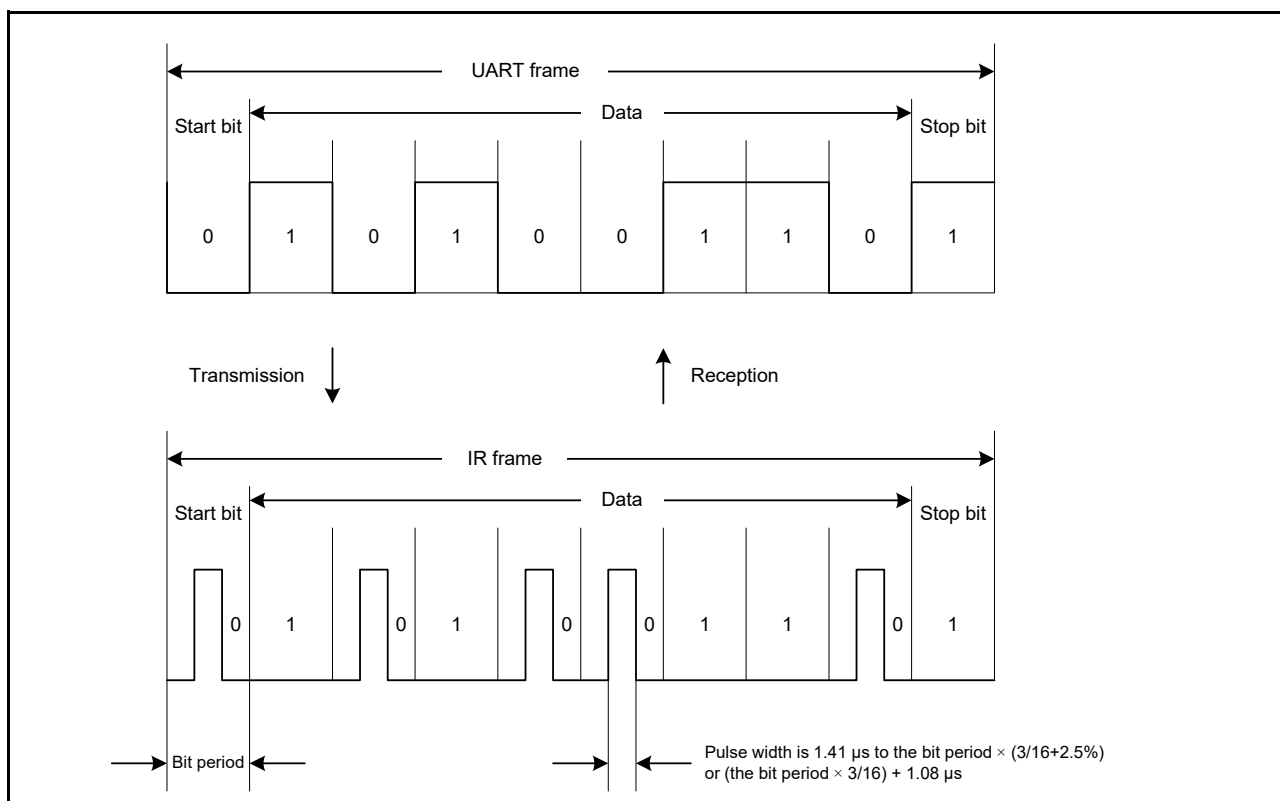 UART frame
Start bit
Data
Stop bit
0 1 0 1 0 0 1 1 0 1
Transmission
Reception
IR frame
Start bit
Data
Stop bit
0 1 0 1 0 0 1 1 0 1
Bit period
Pulse width is 1.41 µs to the bit period × (3/16+2.5%)
or (the bit period × 3/16) + 1.08 µs